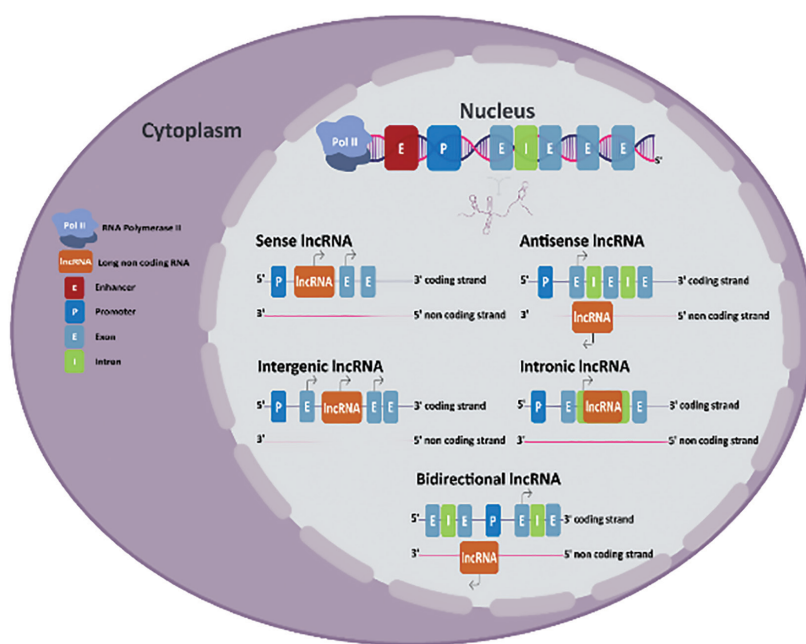 Nucleus
Cytoplasm
Pol II
E P E I E E E
5'
Pol II RNA Polymerase II
lncRNA Long non coding RNA
E Enhancer
P Promoter
E Exon
I Intron
Sense lncRNA
5' P lncRNA E E 3' coding strand
3' 5' non coding strand
Antisense lncRNA
5' P E I E I E 3' coding strand
3' lncRNA 5' non coding strand
Intergenic lncRNA
5' P E lncRNA E E 3' coding strand
3' 5' non coding strand
Intronic lncRNA
5' P E lncRNA E 3' coding strand
3' 5' non coding strand
Bidirectional lncRNA
5' E I E P E I E 3' coding strand
3' lncRNA 5' non coding strand